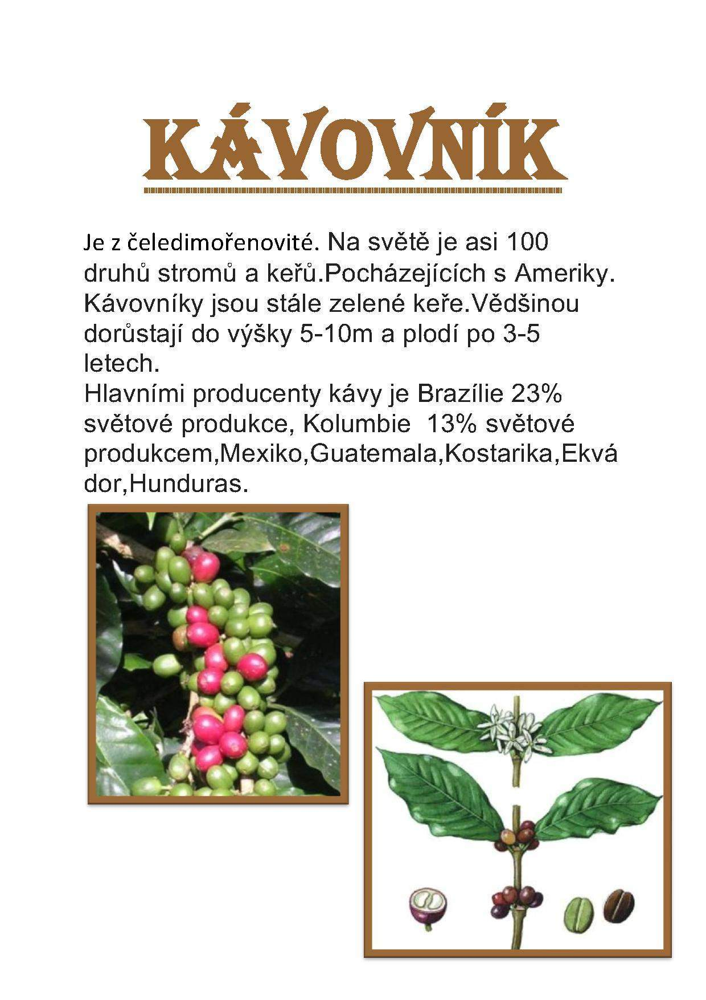 KÁVOVNÍK
Je z čeledimořenovité. Na světě je asi 100
druhů stromů a keřů.Pocházejících s Ameriky.
Kávovníky jsou stále zelené keře.Vědšinou
dorůstají do výšky 5-10m a plodí po 3-5
letech.
Hlavními producenty kávy je Brazílie 23%
světové produkce, Kolumbie  13% světové
produkcem,Mexiko,Guatemala,Kostarika,Ekvá
dor,Hunduras.